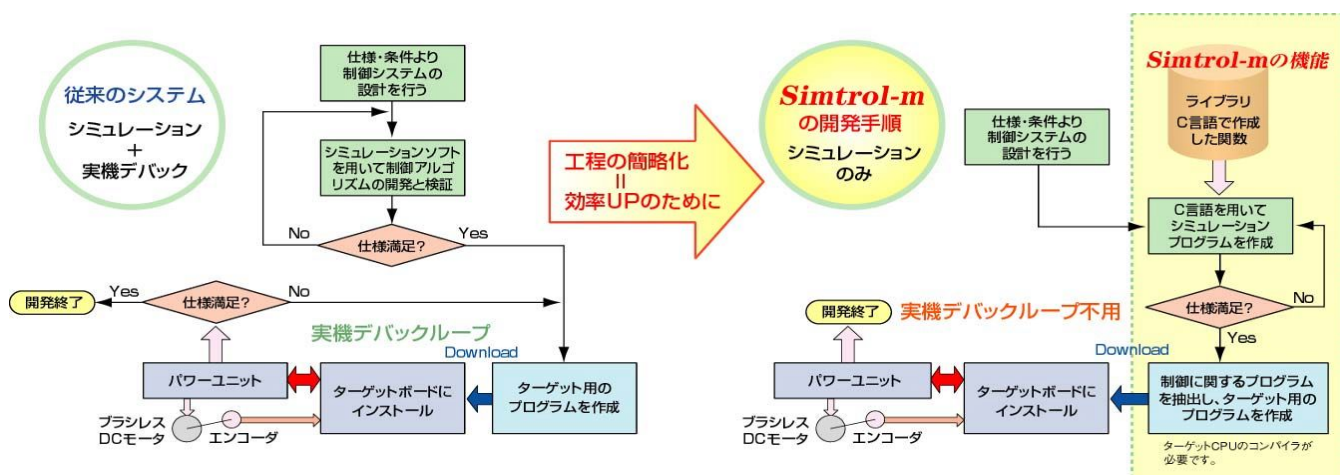 従来のシステム
シミュレーション
+
実機デバック
仕様・条件より
制御システムの
設計を行う
シミュレーションソフト
を用いて制御アルゴ
リズムの開発と検証
仕様満足?
No
Yes
仕様満足?
Yes
No
開発終了
実機デバックループ
Download
パワーユニット
ターゲットボードに
インストール
ターゲット用の
プログラムを作成
ブラシレス
DCモータ
エンコーダ
工程の簡略化
=
効率UPのために
Simtrol-m
の開発手順
シミュレーション
のみ
仕様・条件より
制御システムの
設計を行う
Simtrol-mの機能
ライブラリ
C言語で作成
した関数
C言語を用いて
シミュレーション
プログラムを作成
仕様満足?
No
Yes
開発終了
実機デバックループ不用
Download
パワーユニット
ターゲットボードに
インストール
制御に関するプログラム
を抽出し、ターゲット用の
プログラムを作成
ブラシレス
DCモータ
エンコーダ
ターゲットCPUのコンパイラが
必要です。